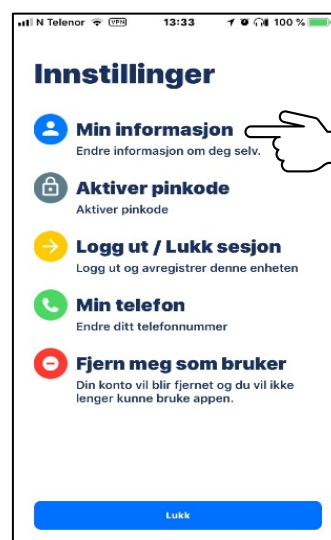 N Telenor VPN 13:33 100 %
Innstillinger
Min informasjon
Endre informasjon om deg selv.
Aktiver pinkode
Aktiver pinkode
Logg ut / Lukk sesjon
Logg ut og avregistrer denne enheten
Min telefon
Endre ditt telefonnummer
Fjern meg som bruker
Din konto vil blir fjernet og du vil ikke
lenger kunne bruke appen.
Lukk